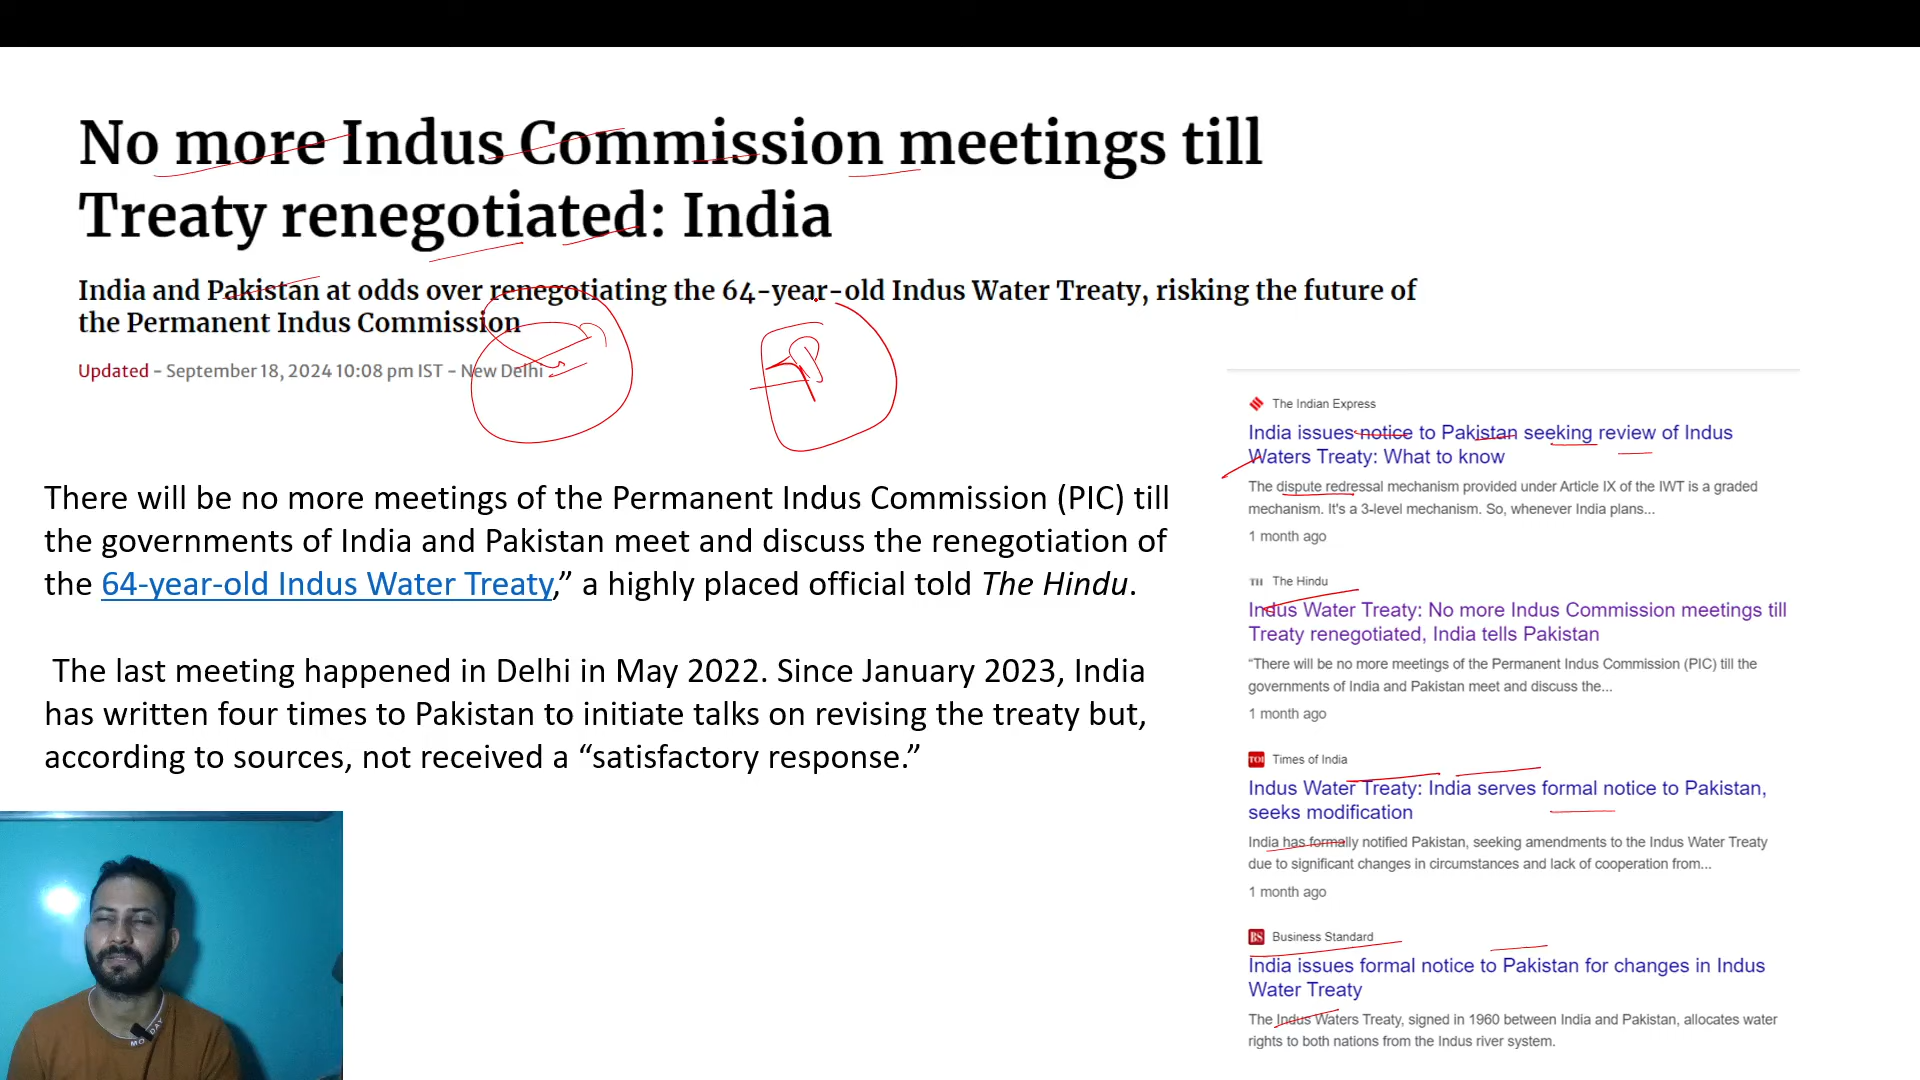 No more Indus Commission meetings till
Treaty renegotiated: India
India and Pakistan at odds over renegotiating the 64-year-old Indus Water Treaty, risking the future of
the Permanent Indus Commission
Updated - September 18, 2024 10:08 pm IST - New Delhi
There will be no more meetings of the Permanent Indus Commission (PIC) till
the governments of India and Pakistan meet and discuss the renegotiation of
the 64-year-old Indus Water Treaty,” a highly placed official told The Hindu.
The last meeting happened in Delhi in May 2022. Since January 2023, India
has written four times to Pakistan to initiate talks on revising the treaty but,
according to sources, not received a “satisfactory response.”
The Indian Express
India issues notice to Pakistan seeking review of Indus
Waters Treaty: What to know
The dispute redressal mechanism provided under Article IX of the IWT is a graded
mechanism. It's a 3-level mechanism. So, whenever India plans...
1 month ago
TH The Hindu
Indus Water Treaty: No more Indus Commission meetings till
Treaty renegotiated, India tells Pakistan
“There will be no more meetings of the Permanent Indus Commission (PIC) till the
governments of India and Pakistan meet and discuss the...
1 month ago
TOI Times of India
Indus Water Treaty: India serves formal notice to Pakistan,
seeks modification
India has formally notified Pakistan, seeking amendments to the Indus Water Treaty
due to significant changes in circumstances and lack of cooperation from...
1 month ago
BS Business Standard
India issues formal notice to Pakistan for changes in Indus
Water Treaty
The Indus Waters Treaty, signed in 1960 between India and Pakistan, allocates water
rights to both nations from the Indus river system.